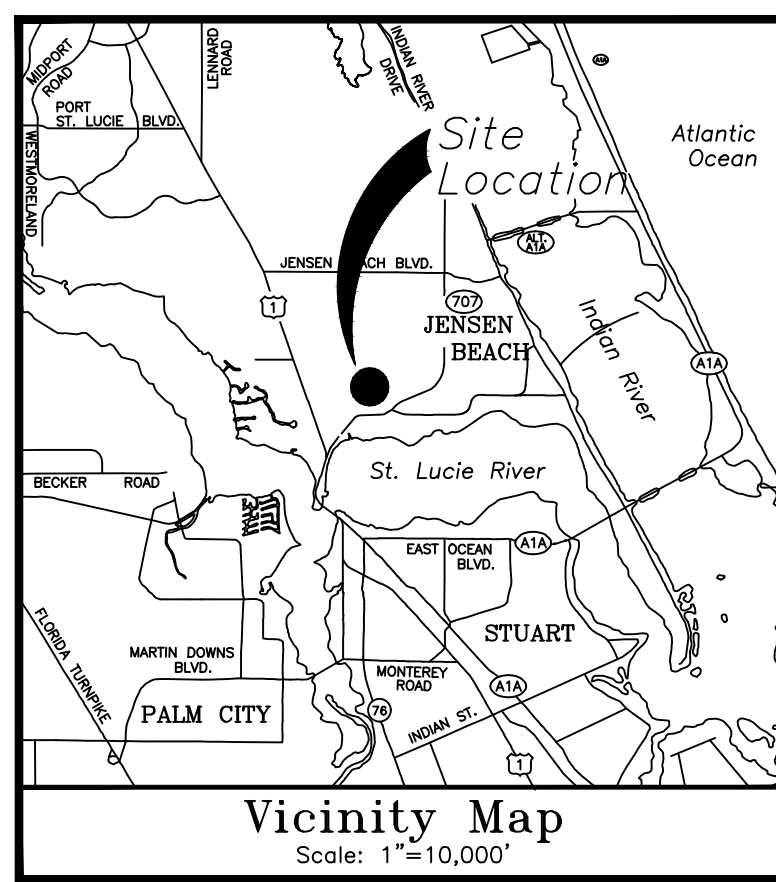 MIDPORT
ROAD
LENNARD
ROAD
INDIAN RIVER
DRIVE
A1A
PORT
ST. LUCIE BLVD.
WESTMORELAND
Site
Location
Atlantic
Ocean
ALT.
A1A
JENSEN ACH BLVD.
1
707
JENSEN
BEACH
Indian River
A1A
St. Lucie River
BECKER ROAD
EAST OCEAN
BLVD.
A1A
FLORIDA TURNPIKE
MARTIN DOWNS
BLVD.
STUART
MONTEREY
ROAD
A1A
PALM CITY
76
INDIAN ST.
1
Vicinity Map
Scale: 1"=10,000'